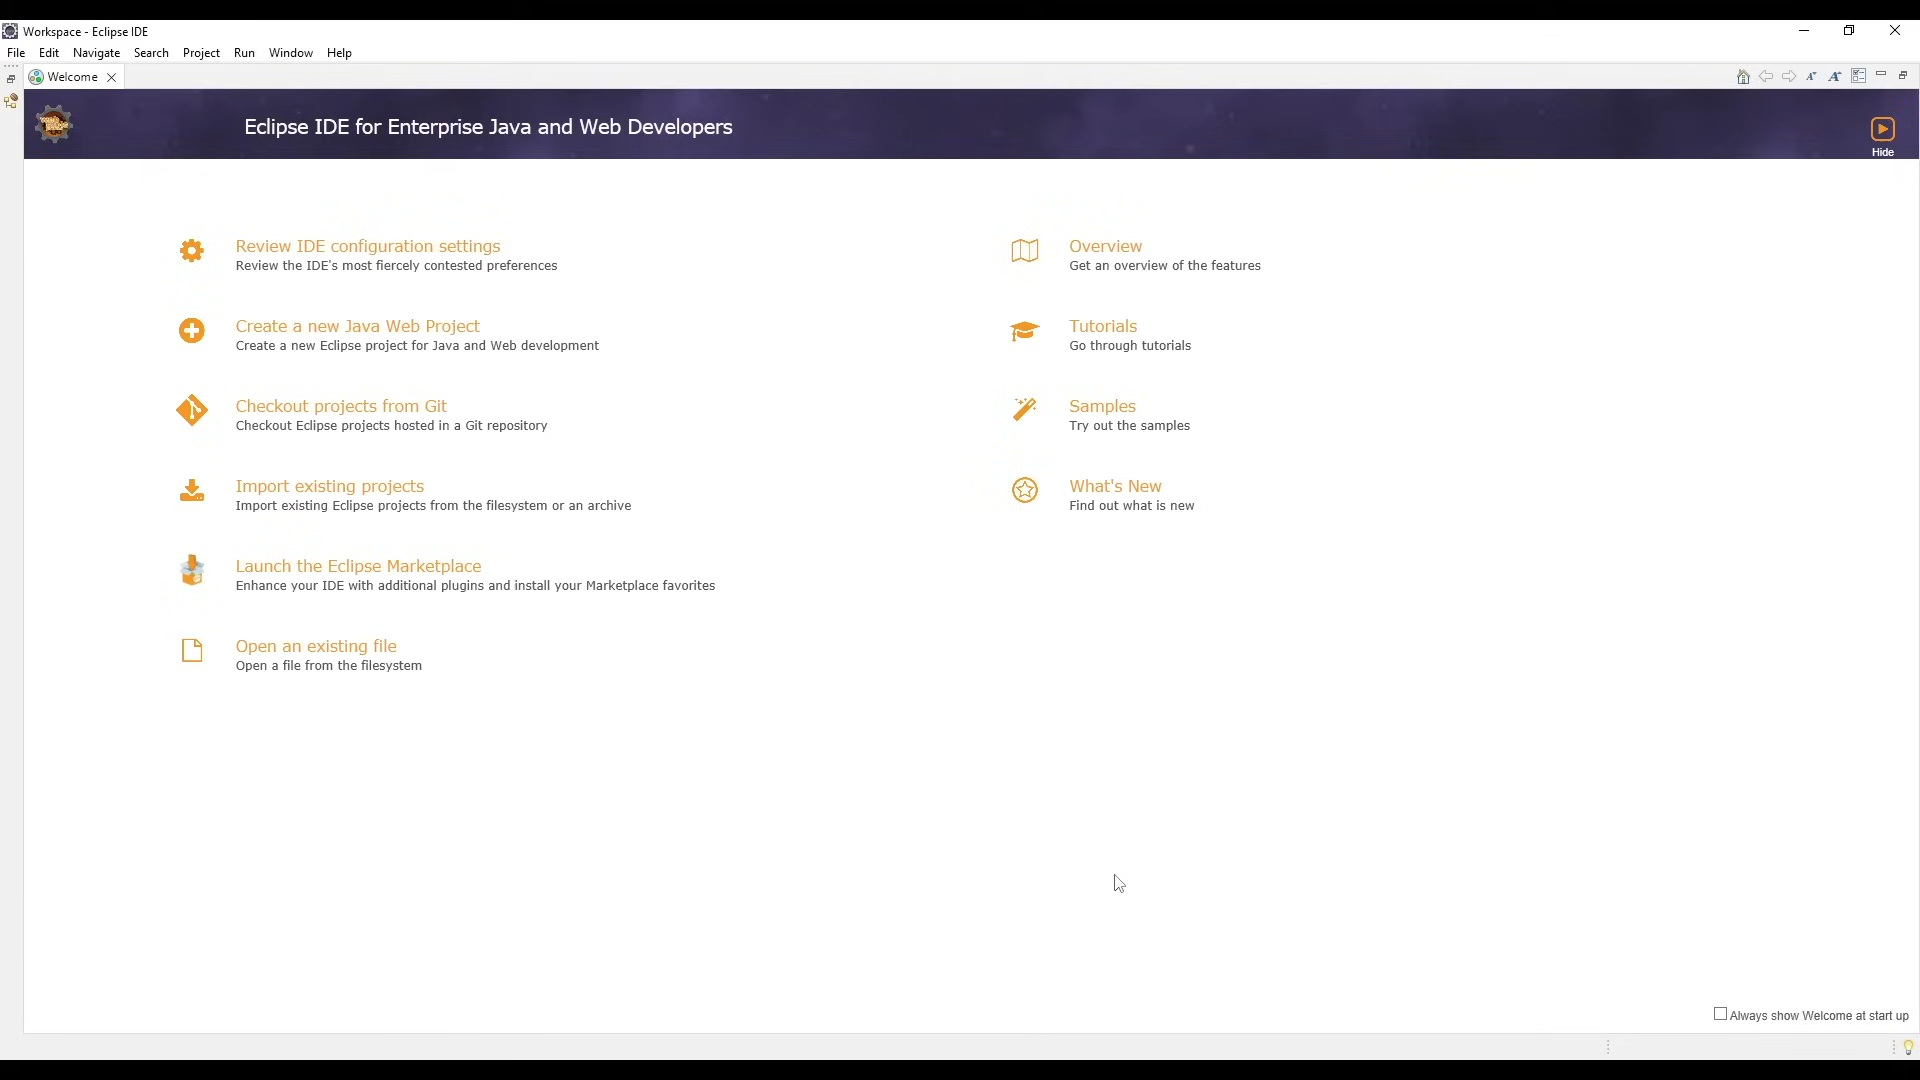 Workspace - Eclipse IDE
File Edit Navigate Search Project Run Window Help
Welcome
Eclipse IDE for Enterprise Java and Web Developers
Hide
Review IDE configuration settings
Review the IDE's most fiercely contested preferences
Create a new Java Web Project
Create a new Eclipse project for Java and Web development
Checkout projects from Git
Checkout Eclipse projects hosted in a Git repository
Import existing projects
Import existing Eclipse projects from the filesystem or an archive
Launch the Eclipse Marketplace
Enhance your IDE with additional plugins and install your Marketplace favorites
Open an existing file
Open a file from the filesystem
Overview
Get an overview of the features
Tutorials
Go through tutorials
Samples
Try out the samples
What's New
Find out what is new
Always show Welcome at start up